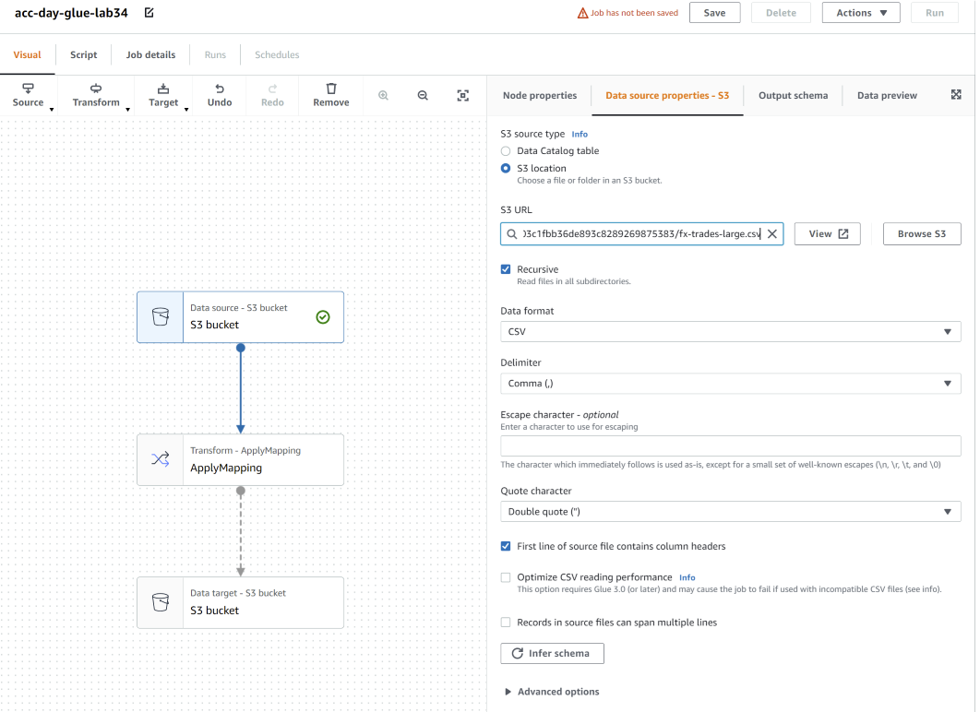 acc-day-glue-lab34
Job has not been saved
Save
Delete
Actions
Run
Visual
Script
Job details
Runs
Schedules
Source
Transform
Target
Undo
Redo
Remove
Node properties
Data source properties - S3
Output schema
Data preview
S3 source type Info
Data Catalog table
S3 location
Choose a file or folder in an S3 bucket.
S3 URL
03c1fbb36de893c8289269875383/fx-trades-large.csv
View
Browse S3
Recursive
Read files in all subdirectories.
Data format
CSV
Delimiter
Comma (,)
Escape character - optional
Enter a character to use for escaping
The character which immediately follows is used as-is, except for a small set of well-known escapes (\n, \r, \t, and \0)
Quote character
Double quote (")
First line of source file contains column headers
Optimize CSV reading performance Info
This option requires Glue 3.0 (or later) and may cause the job to fail if used with incompatible CSV files (see info).
Records in source files can span multiple lines
Infer schema
Advanced options
Data source - S3 bucket
S3 bucket
Transform - ApplyMapping
ApplyMapping
Data target - S3 bucket
S3 bucket